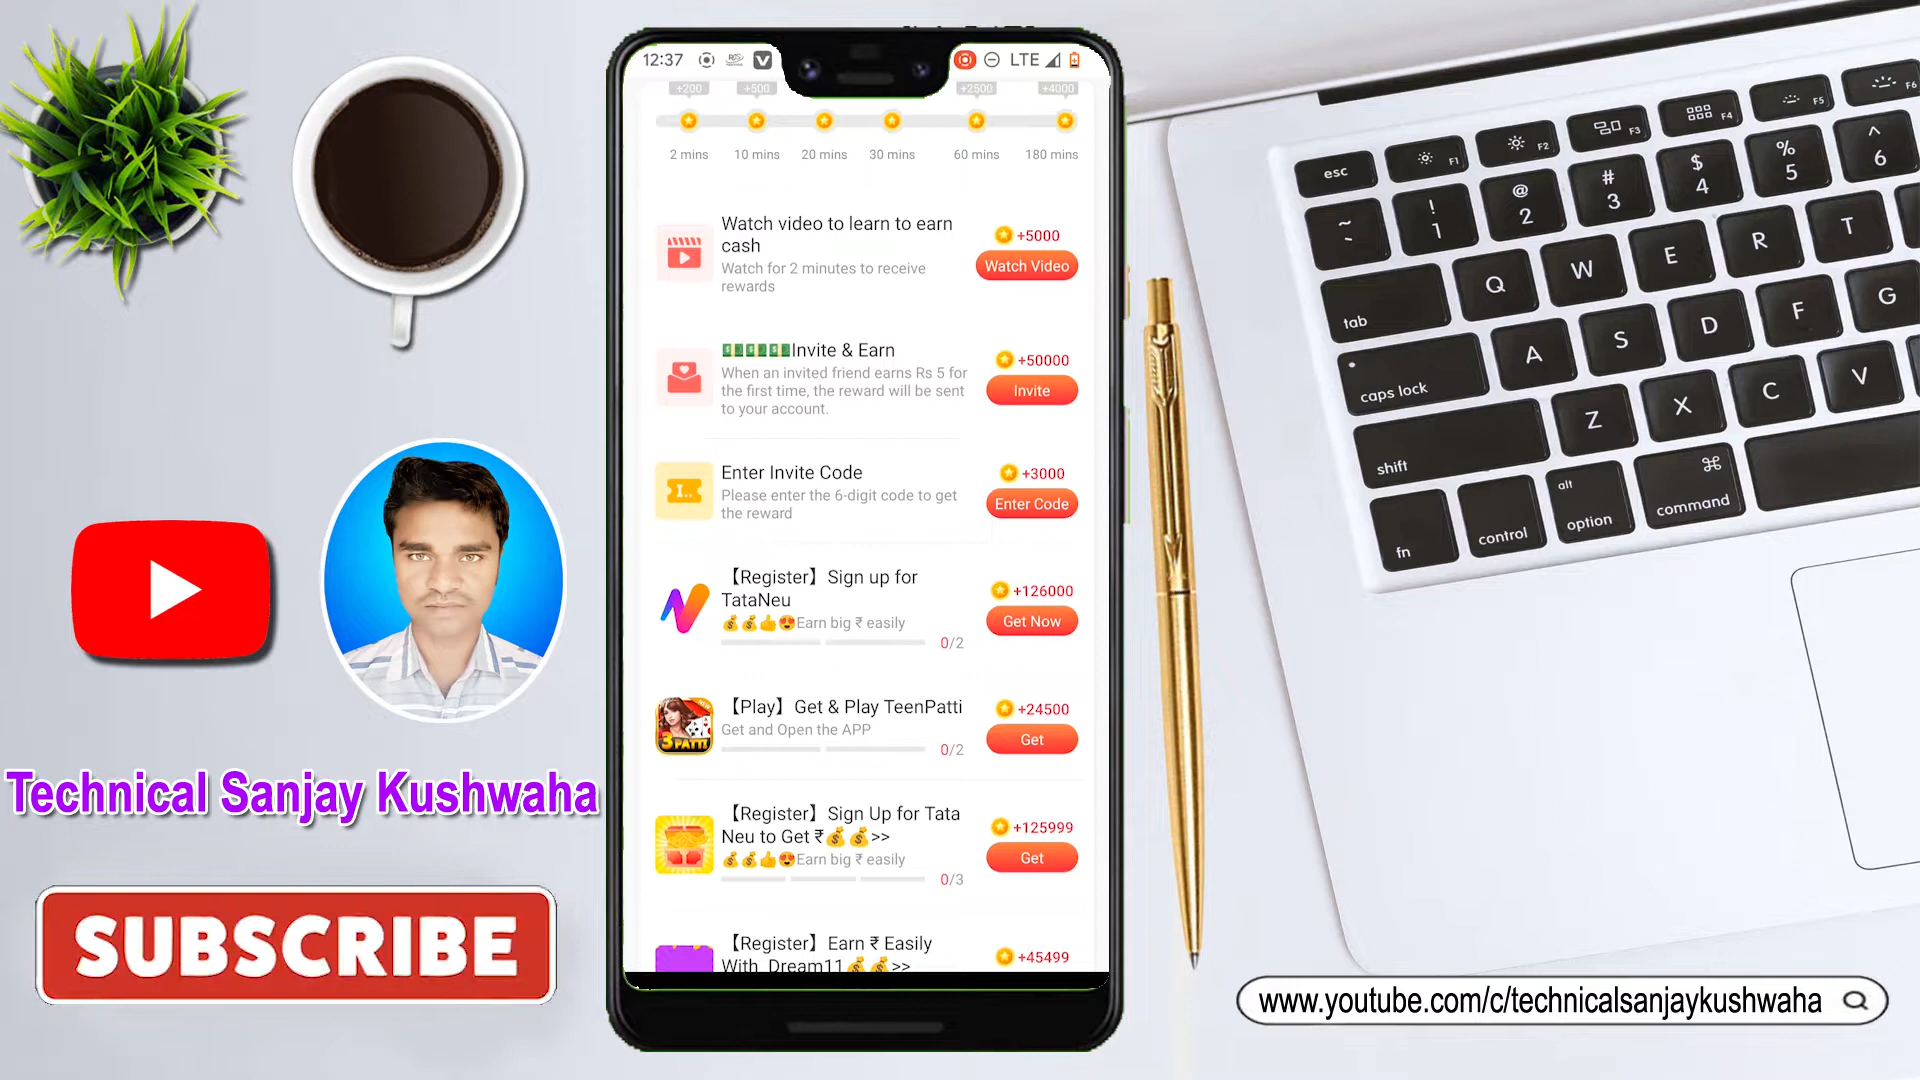 12:37
LTE
+200 +500 +2500 +4000
2 mins 10 mins 20 mins 30 mins 60 mins 180 mins
Watch video to learn to earn
cash
Watch for 2 minutes to receive
rewards
+5000
Watch Video
💵💵💵💵Invite & Earn
When an invited friend earns Rs 5 for
the first time, the reward will be sent
to your account.
+50000
Invite
Enter Invite Code
Please enter the 6-digit code to get
the reward
+3000
Enter Code
【Register】Sign up for
TataNeu
💰💰👍😍Earn big ₹ easily
0/2
+126000
Get Now
3 PATTI
【Play】Get & Play TeenPatti
Get and Open the APP
0/2
+24500
Get
【Register】Sign Up for Tata
Neu to Get ₹💰💰>>
💰💰👍😍Earn big ₹ easily
0/3
+125999
Get
【Register】Earn ₹ Easily
With Dream11💰💰>>
+45499
Technical Sanjay Kushwaha
SUBSCRIBE
www.youtube.com/c/technicalsanjaykushwaha
esc F1 F2 F3 F4 F5 F6
~ ` ! 1 @ 2 # 3 $ 4 % 5 ^ 6
tab Q W E R T
caps lock A S D F G
shift Z X C V
fn control alt option ⌘ command